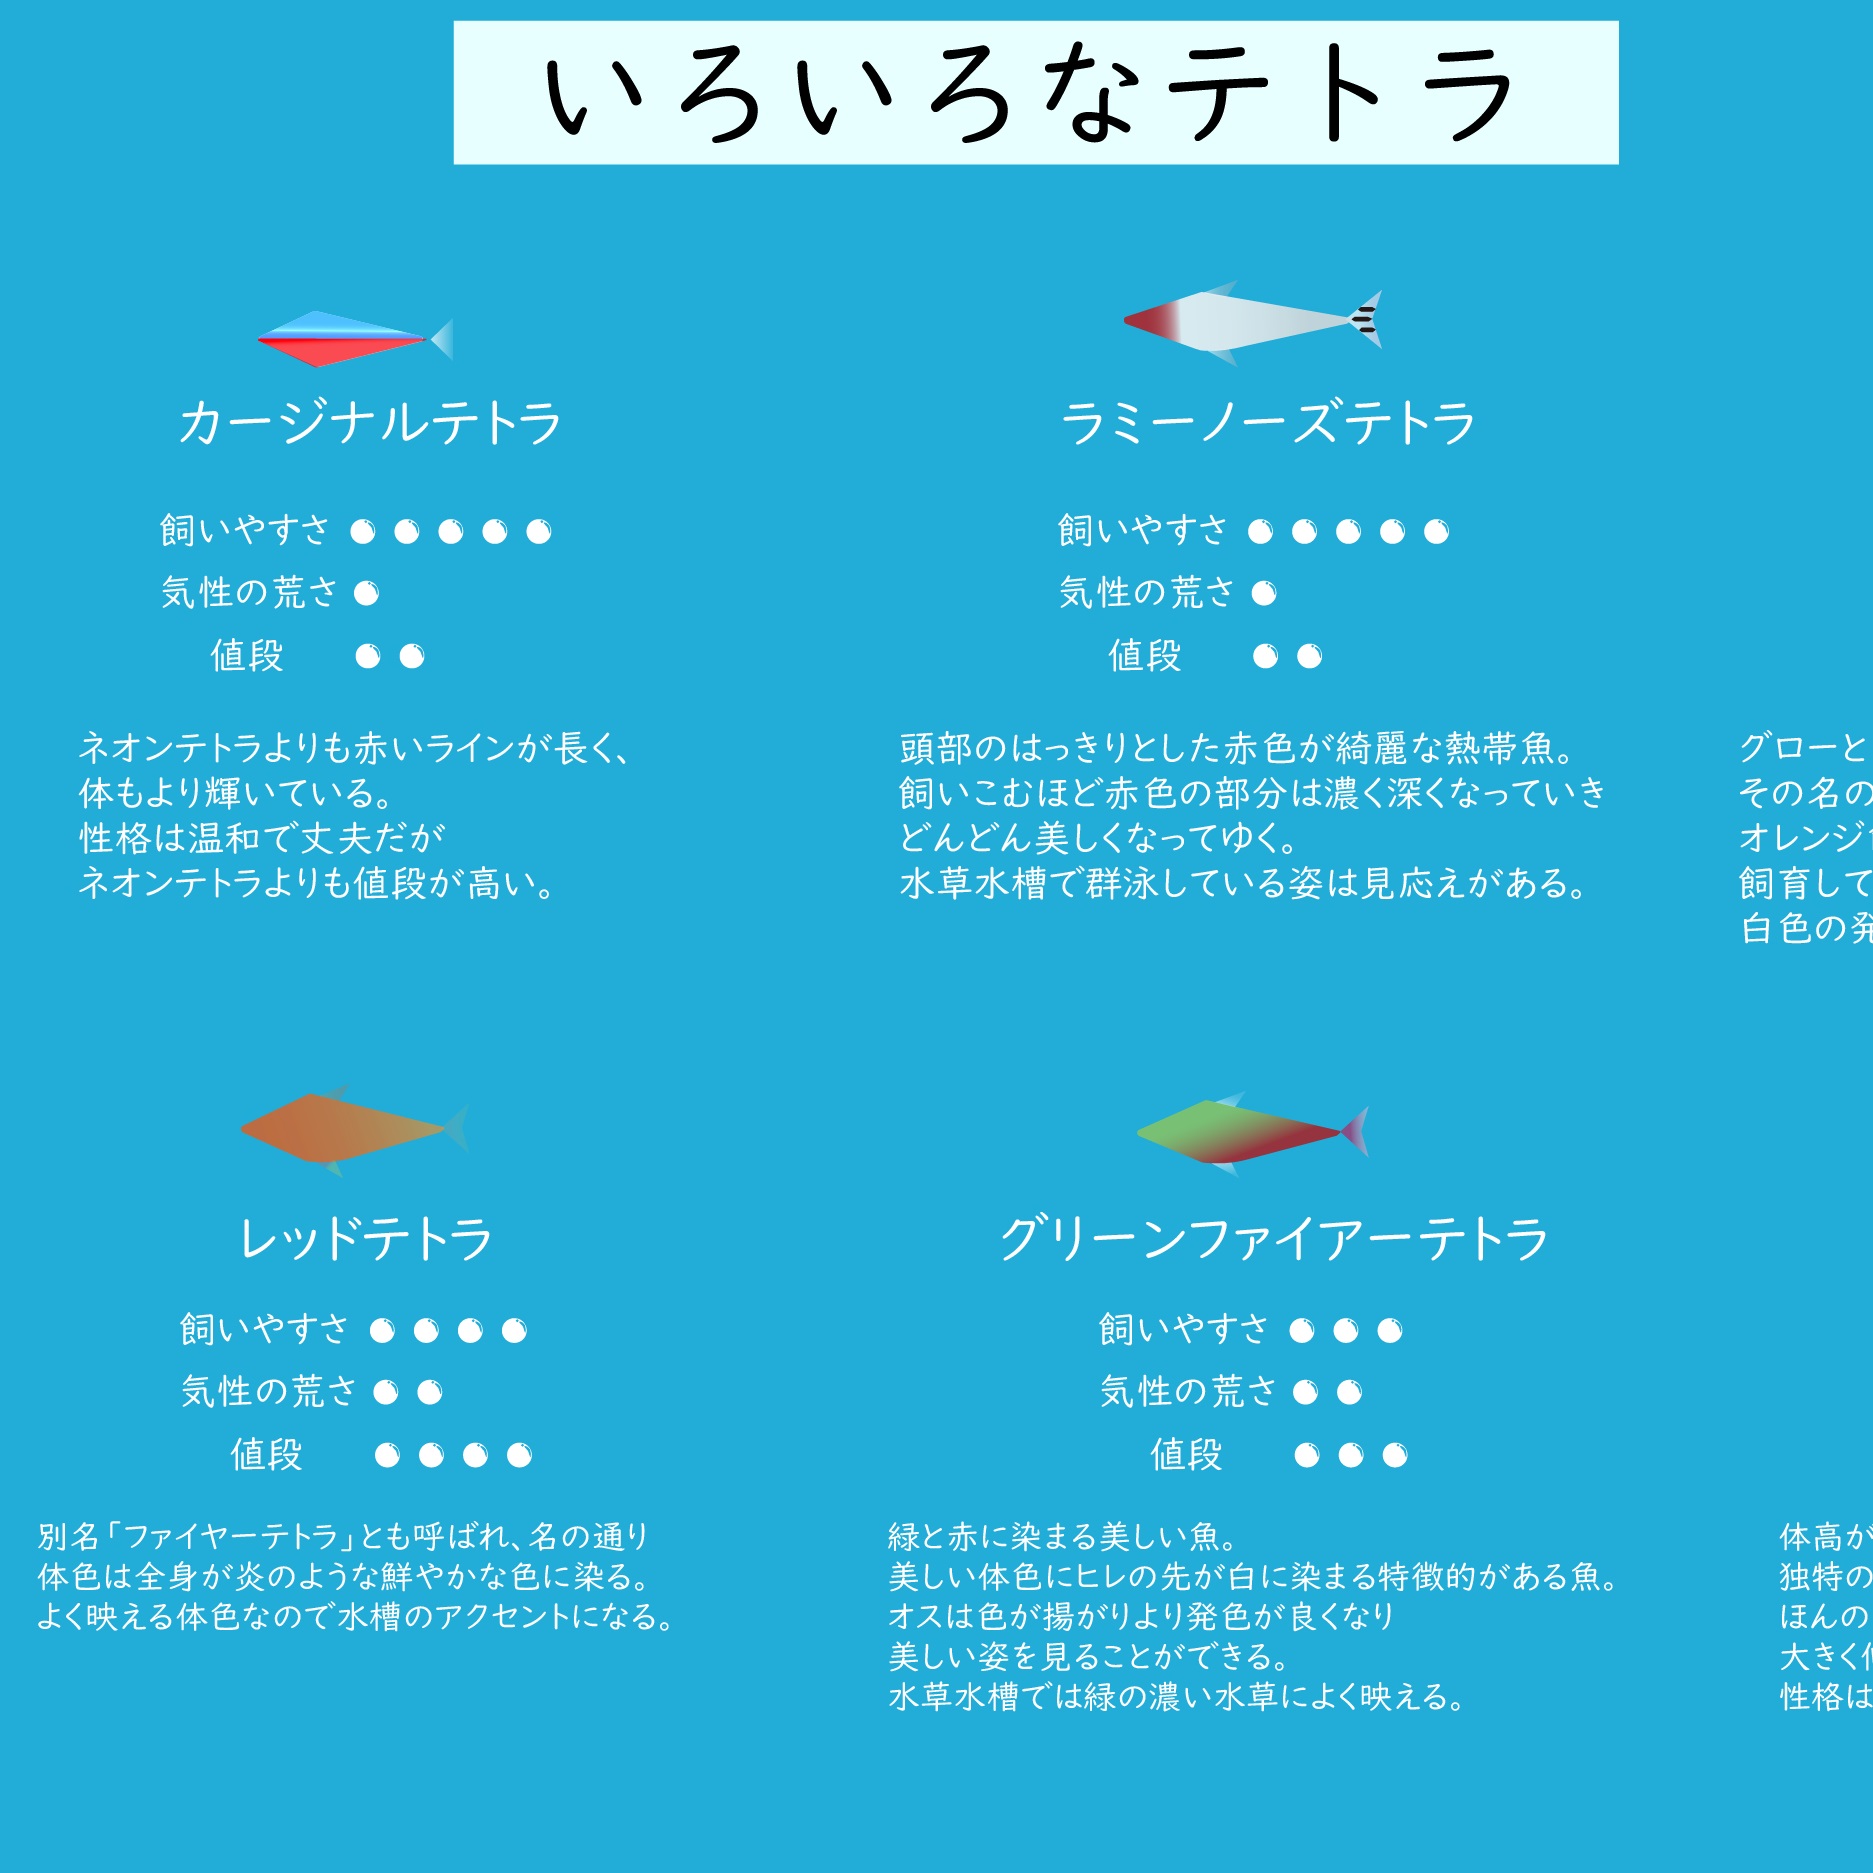 いろいろなテトラ
カージナルテトラ
飼いやすさ
気性の荒さ
値段
ネオンテトラよりも赤いラインが長く、
体もより輝いている。
性格は温和で丈夫だが
ネオンテトラよりも値段が高い。
ラミーノーズテトラ
飼いやすさ
気性の荒さ
値段
頭部のはっきりとした赤色が綺麗な熱帯魚。
飼いこむほど赤色の部分は濃く深くなっていき
どんどん美しくなってゆく。
水草水槽で群泳している姿は見応えがある。
グローと
その名の
オレンジ
飼育して
白色の発
レッドテトラ
飼いやすさ
気性の荒さ
値段
別名「ファイヤーテトラ」とも呼ばれ、名の通り
体色は全身が炎のような鮮やかな色に染る。
よく映える体色なので水槽のアクセントになる。
グリーンファイアーテトラ
飼いやすさ
気性の荒さ
値段
緑と赤に染まる美しい魚。
美しい体色にヒレの先が白に染まる特徴的がある魚。
オスは色が揚がりより発色が良くなり
美しい姿を見ることができる。
水草水槽では緑の濃い水草によく映える。
体高が
独特の
ほんの
大きく
性格は